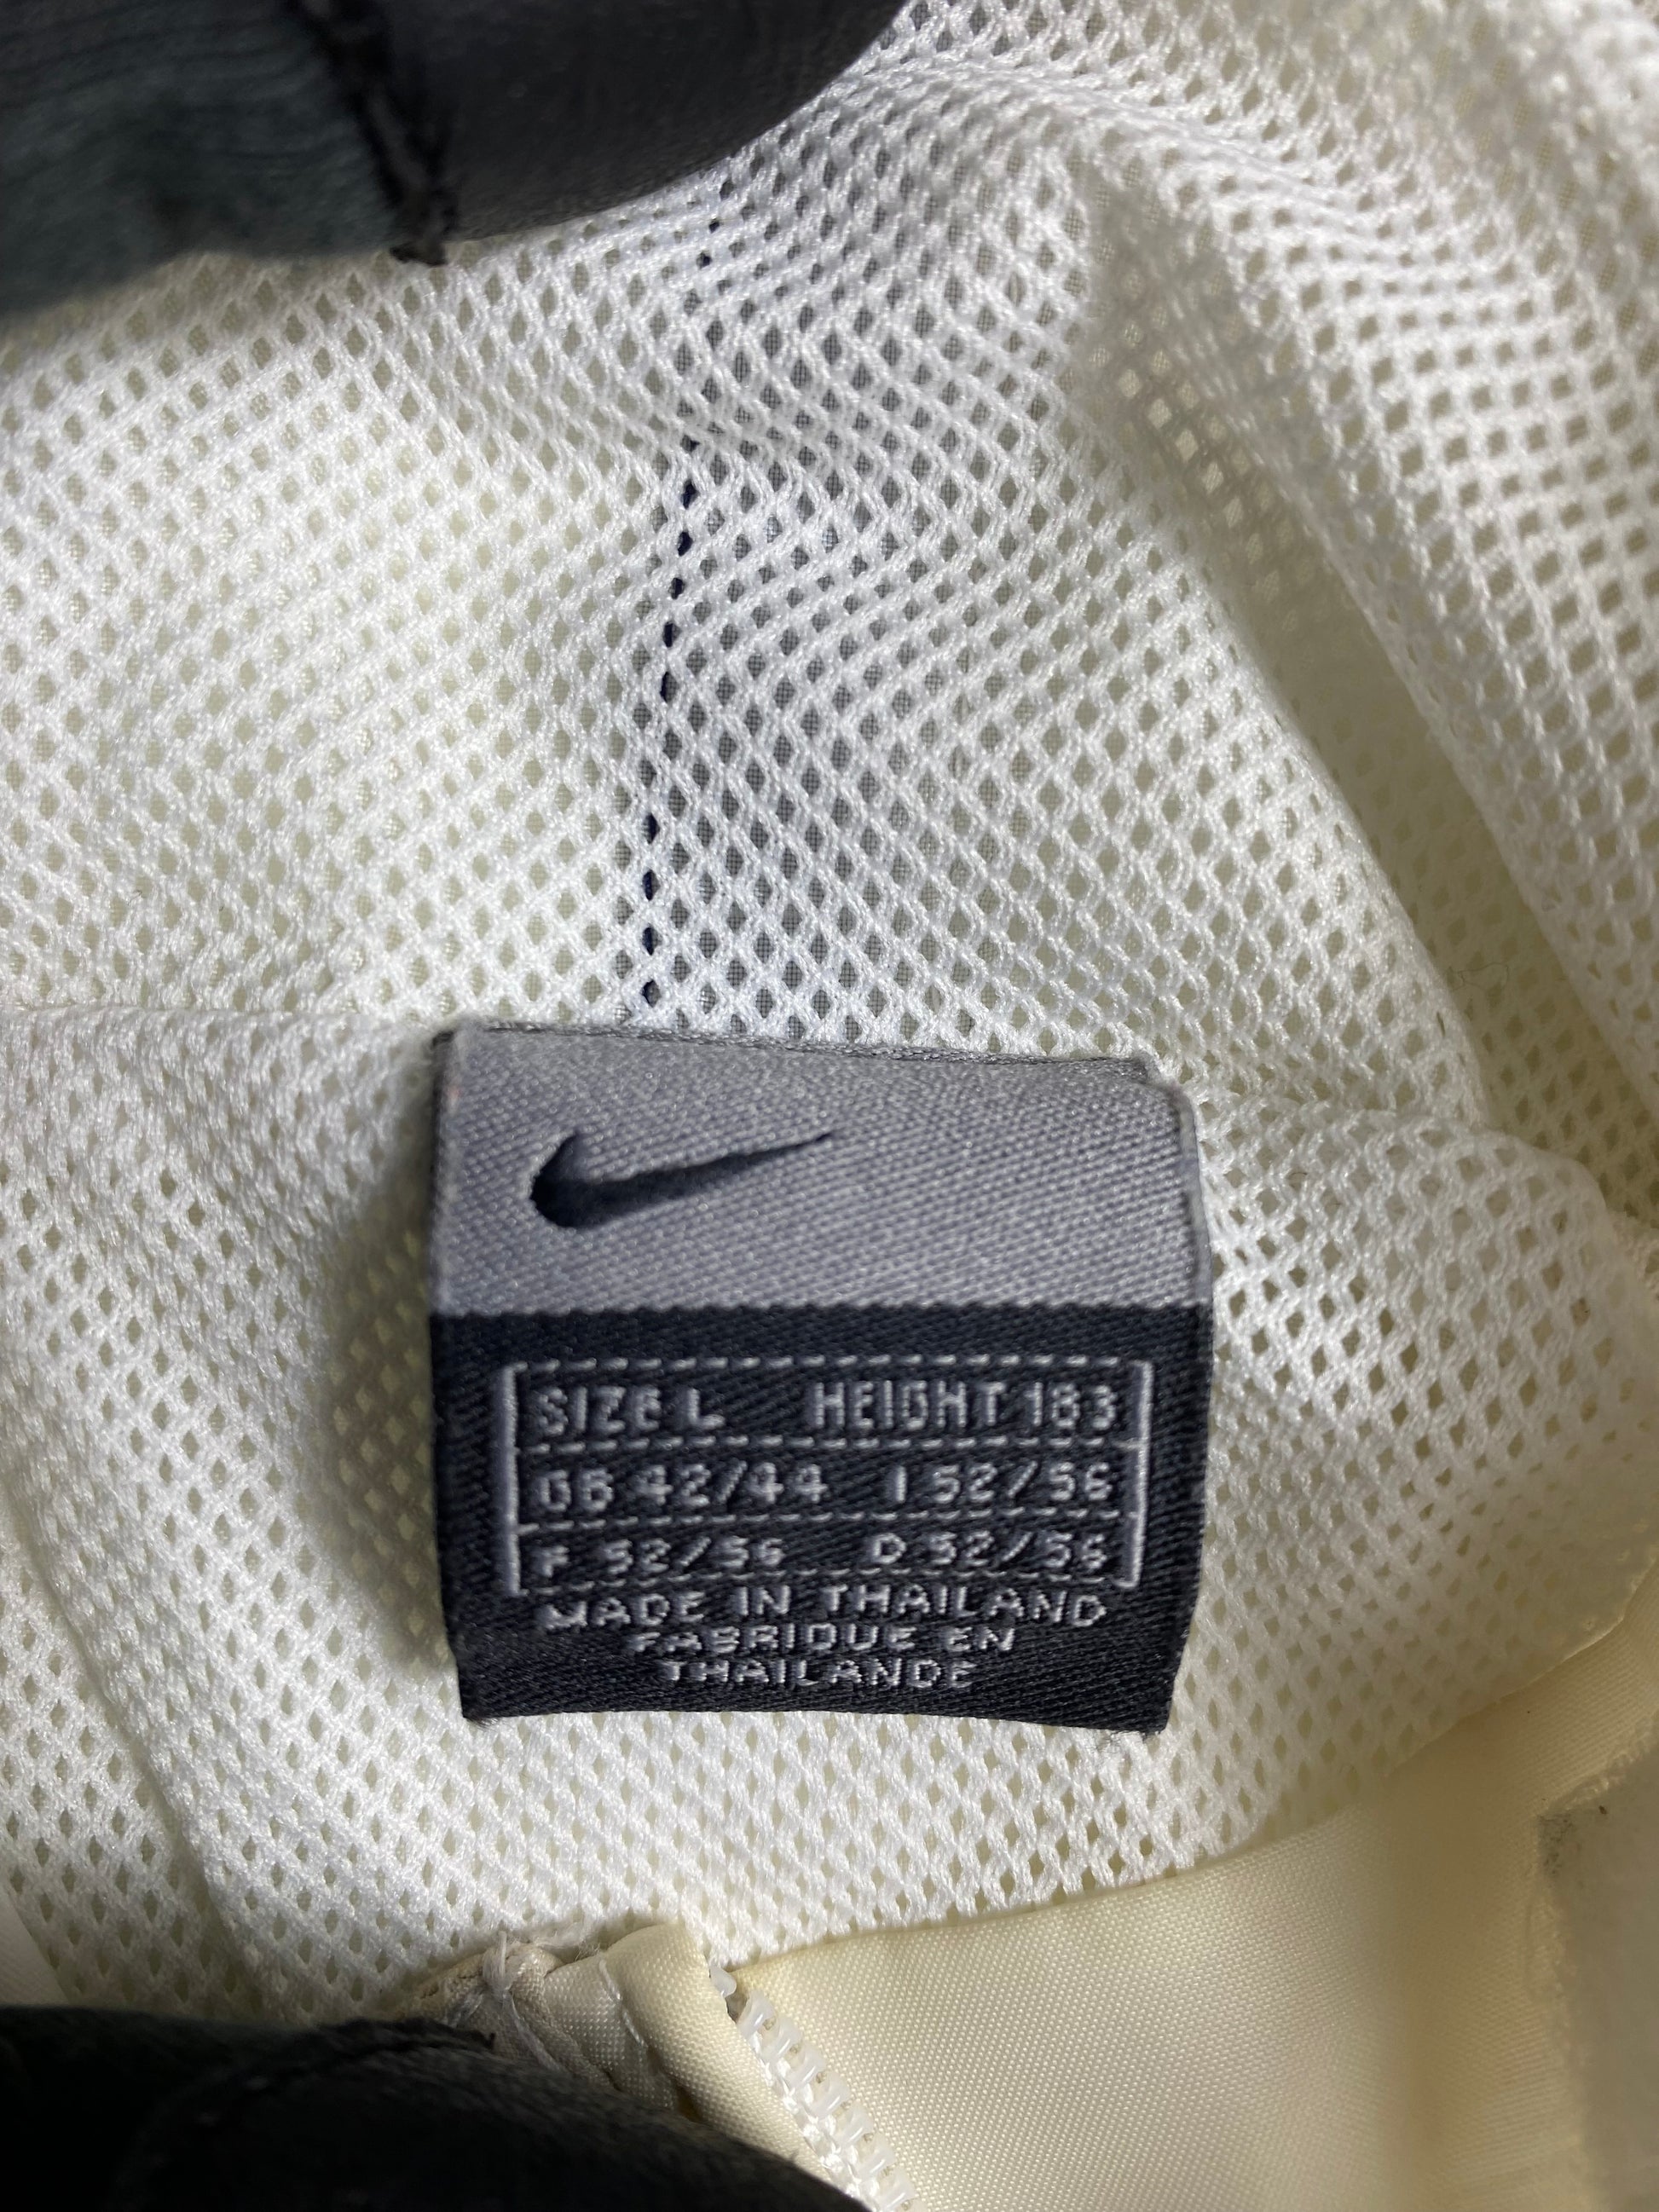 SIZE L HEIGHT 183
GB 42/44 I 52/56
F 52/56 D 52/56
MADE IN THAILAND
FABRIQUE EN
THAILANDE